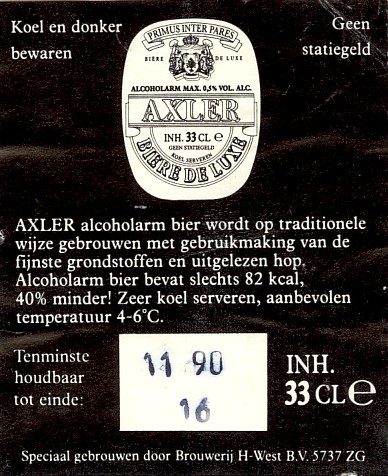 Koel en donker
bewaren
Geen
statiegeld
PRIMUS INTER PARES
BIÈRE DE LUXE
ALCOHOLARM MAX. 0,5% VOL. ALC.
AXLER
INH. 33 CL e
GEEN STATIEGELD
KOEL SERVEREN
BIÈRE DE LUXE
AXLER alcoholarm bier wordt op traditionele
wijze gebrouwen met gebruikmaking van de
fijnste grondstoffen en uitgelezen hop.
Alcoholarm bier bevat slechts 82 kcal,
40% minder! Zeer koel serveren, aanbevolen
temperatuur 4-6°C.
Tenminste
houdbaar
tot einde:
11 90
16
INH.
33 CL e
Speciaal gebrouwen door Brouwerij H-West B.V. 5737 ZG